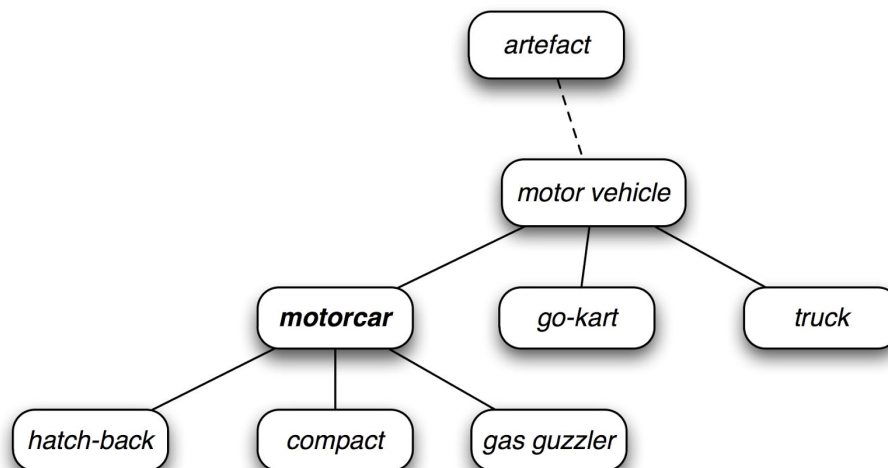 artefact
motor vehicle
motorcar
go-kart
truck
hatch-back
compact
gas guzzler